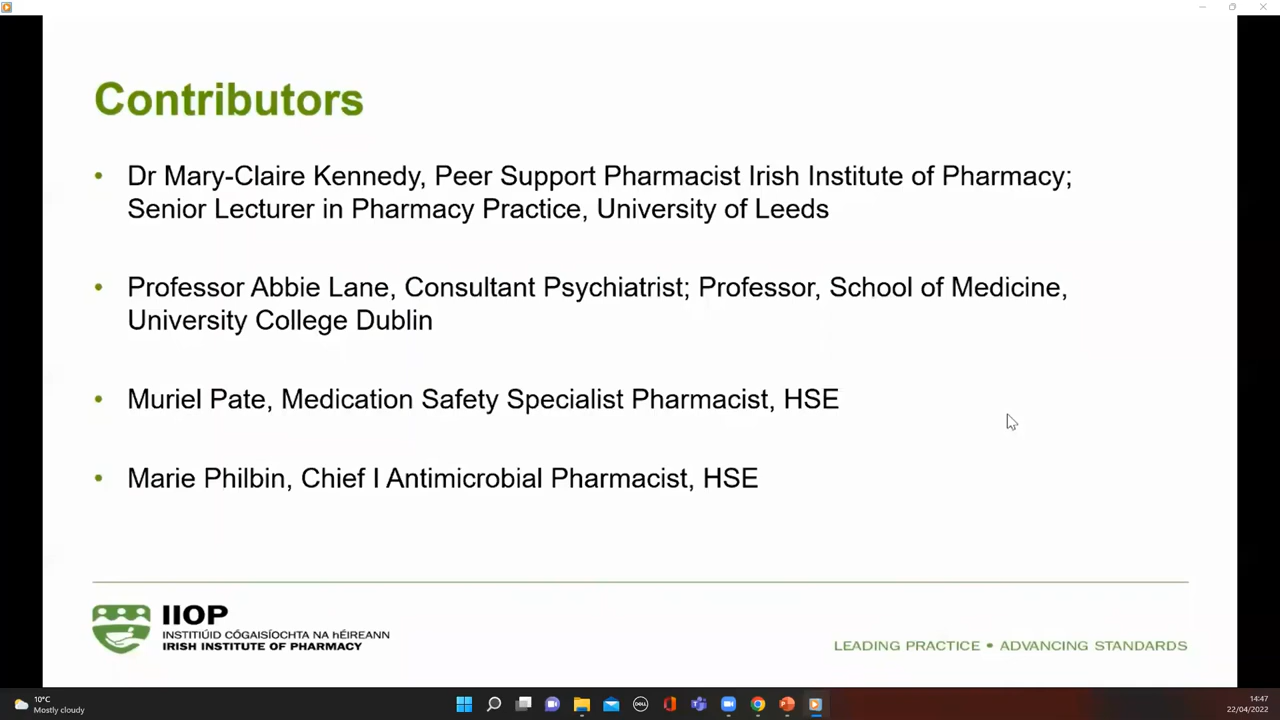 Contributors
• Dr Mary-Claire Kennedy, Peer Support Pharmacist Irish Institute of Pharmacy;
Senior Lecturer in Pharmacy Practice, University of Leeds
• Professor Abbie Lane, Consultant Psychiatrist; Professor, School of Medicine,
University College Dublin
• Muriel Pate, Medication Safety Specialist Pharmacist, HSE
• Marie Philbin, Chief I Antimicrobial Pharmacist, HSE
IIOP
INSTITIÚID CÓGAISÍOCHTA NA hÉIREANN
IRISH INSTITUTE OF PHARMACY
LEADING PRACTICE • ADVANCING STANDARDS
10°C
Mostly cloudy
DELL
14:47
22/04/2022